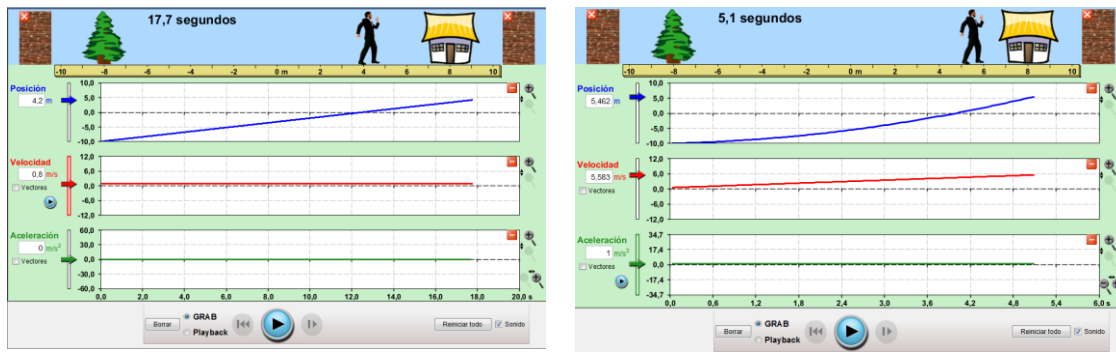 17,7 segundos
-10 -8 -6 -4 -2 0 m 2 4 6 8 10
Posición
4,2 m
10,0
5,0
0,0
-5,0
-10,0
Velocidad
0,8 m/s
Vectores
12,0
6,0
0,0
-6,0
-12,0
Aceleración
0 m/s²
Vectores
60,0
30,0
0,0
-30,0
-60,0
0,0 2,0 4,0 6,0 8,0 10,0 12,0 14,0 16,0 18,0 20,0 s
Borrar
GRAB
Playback
Reiniciar todo
Sonido
5,1 segundos
-10 -8 -6 -4 -2 0 m 2 4 6 8 10
Posición
5,462 m
10,0
5,0
0,0
-5,0
-10,0
Velocidad
5,583 m/s
Vectores
12,0
6,0
0,0
-6,0
-12,0
Aceleración
1 m/s²
Vectores
34,7
17,4
0,0
-17,4
-34,7
0,0 0,6 1,2 1,8 2,4 3,0 3,6 4,2 4,8 5,4 6,0 s
Borrar
GRAB
Playback
Reiniciar todo
Sonido